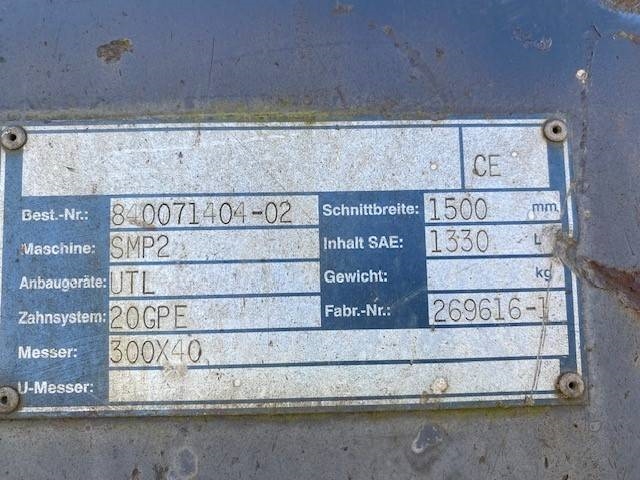 CE
Best.-Nr.: 840071404-02 Schnittbreite: 1500 mm
Maschine: SMP2 Inhalt SAE: 1330 L
Anbaugeräte: UTL Gewicht: kg
Zahnsystem: 20GPE Fabr.-Nr.: 269616-1
Messer: 300X40
U-Messer: